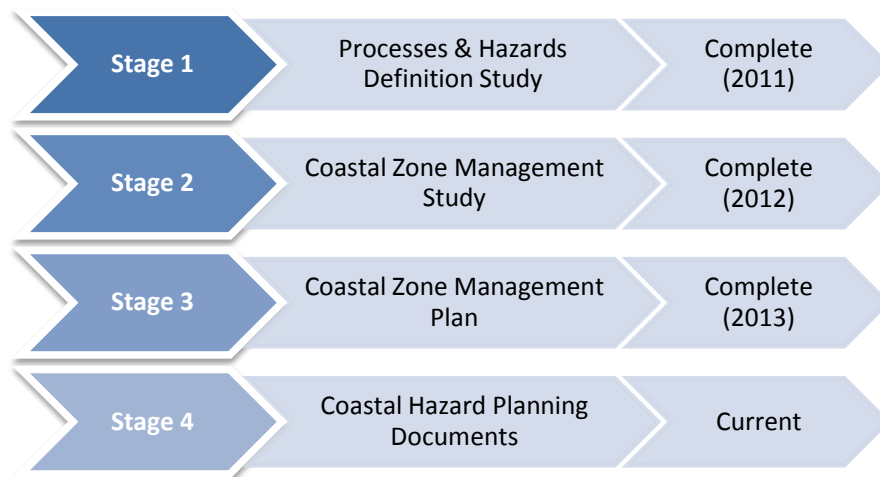 Stage 1
Processes & Hazards
Definition Study
Complete
(2011)
Stage 2
Coastal Zone Management
Study
Complete
(2012)
Stage 3
Coastal Zone Management
Plan
Complete
(2013)
Stage 4
Coastal Hazard Planning
Documents
Current